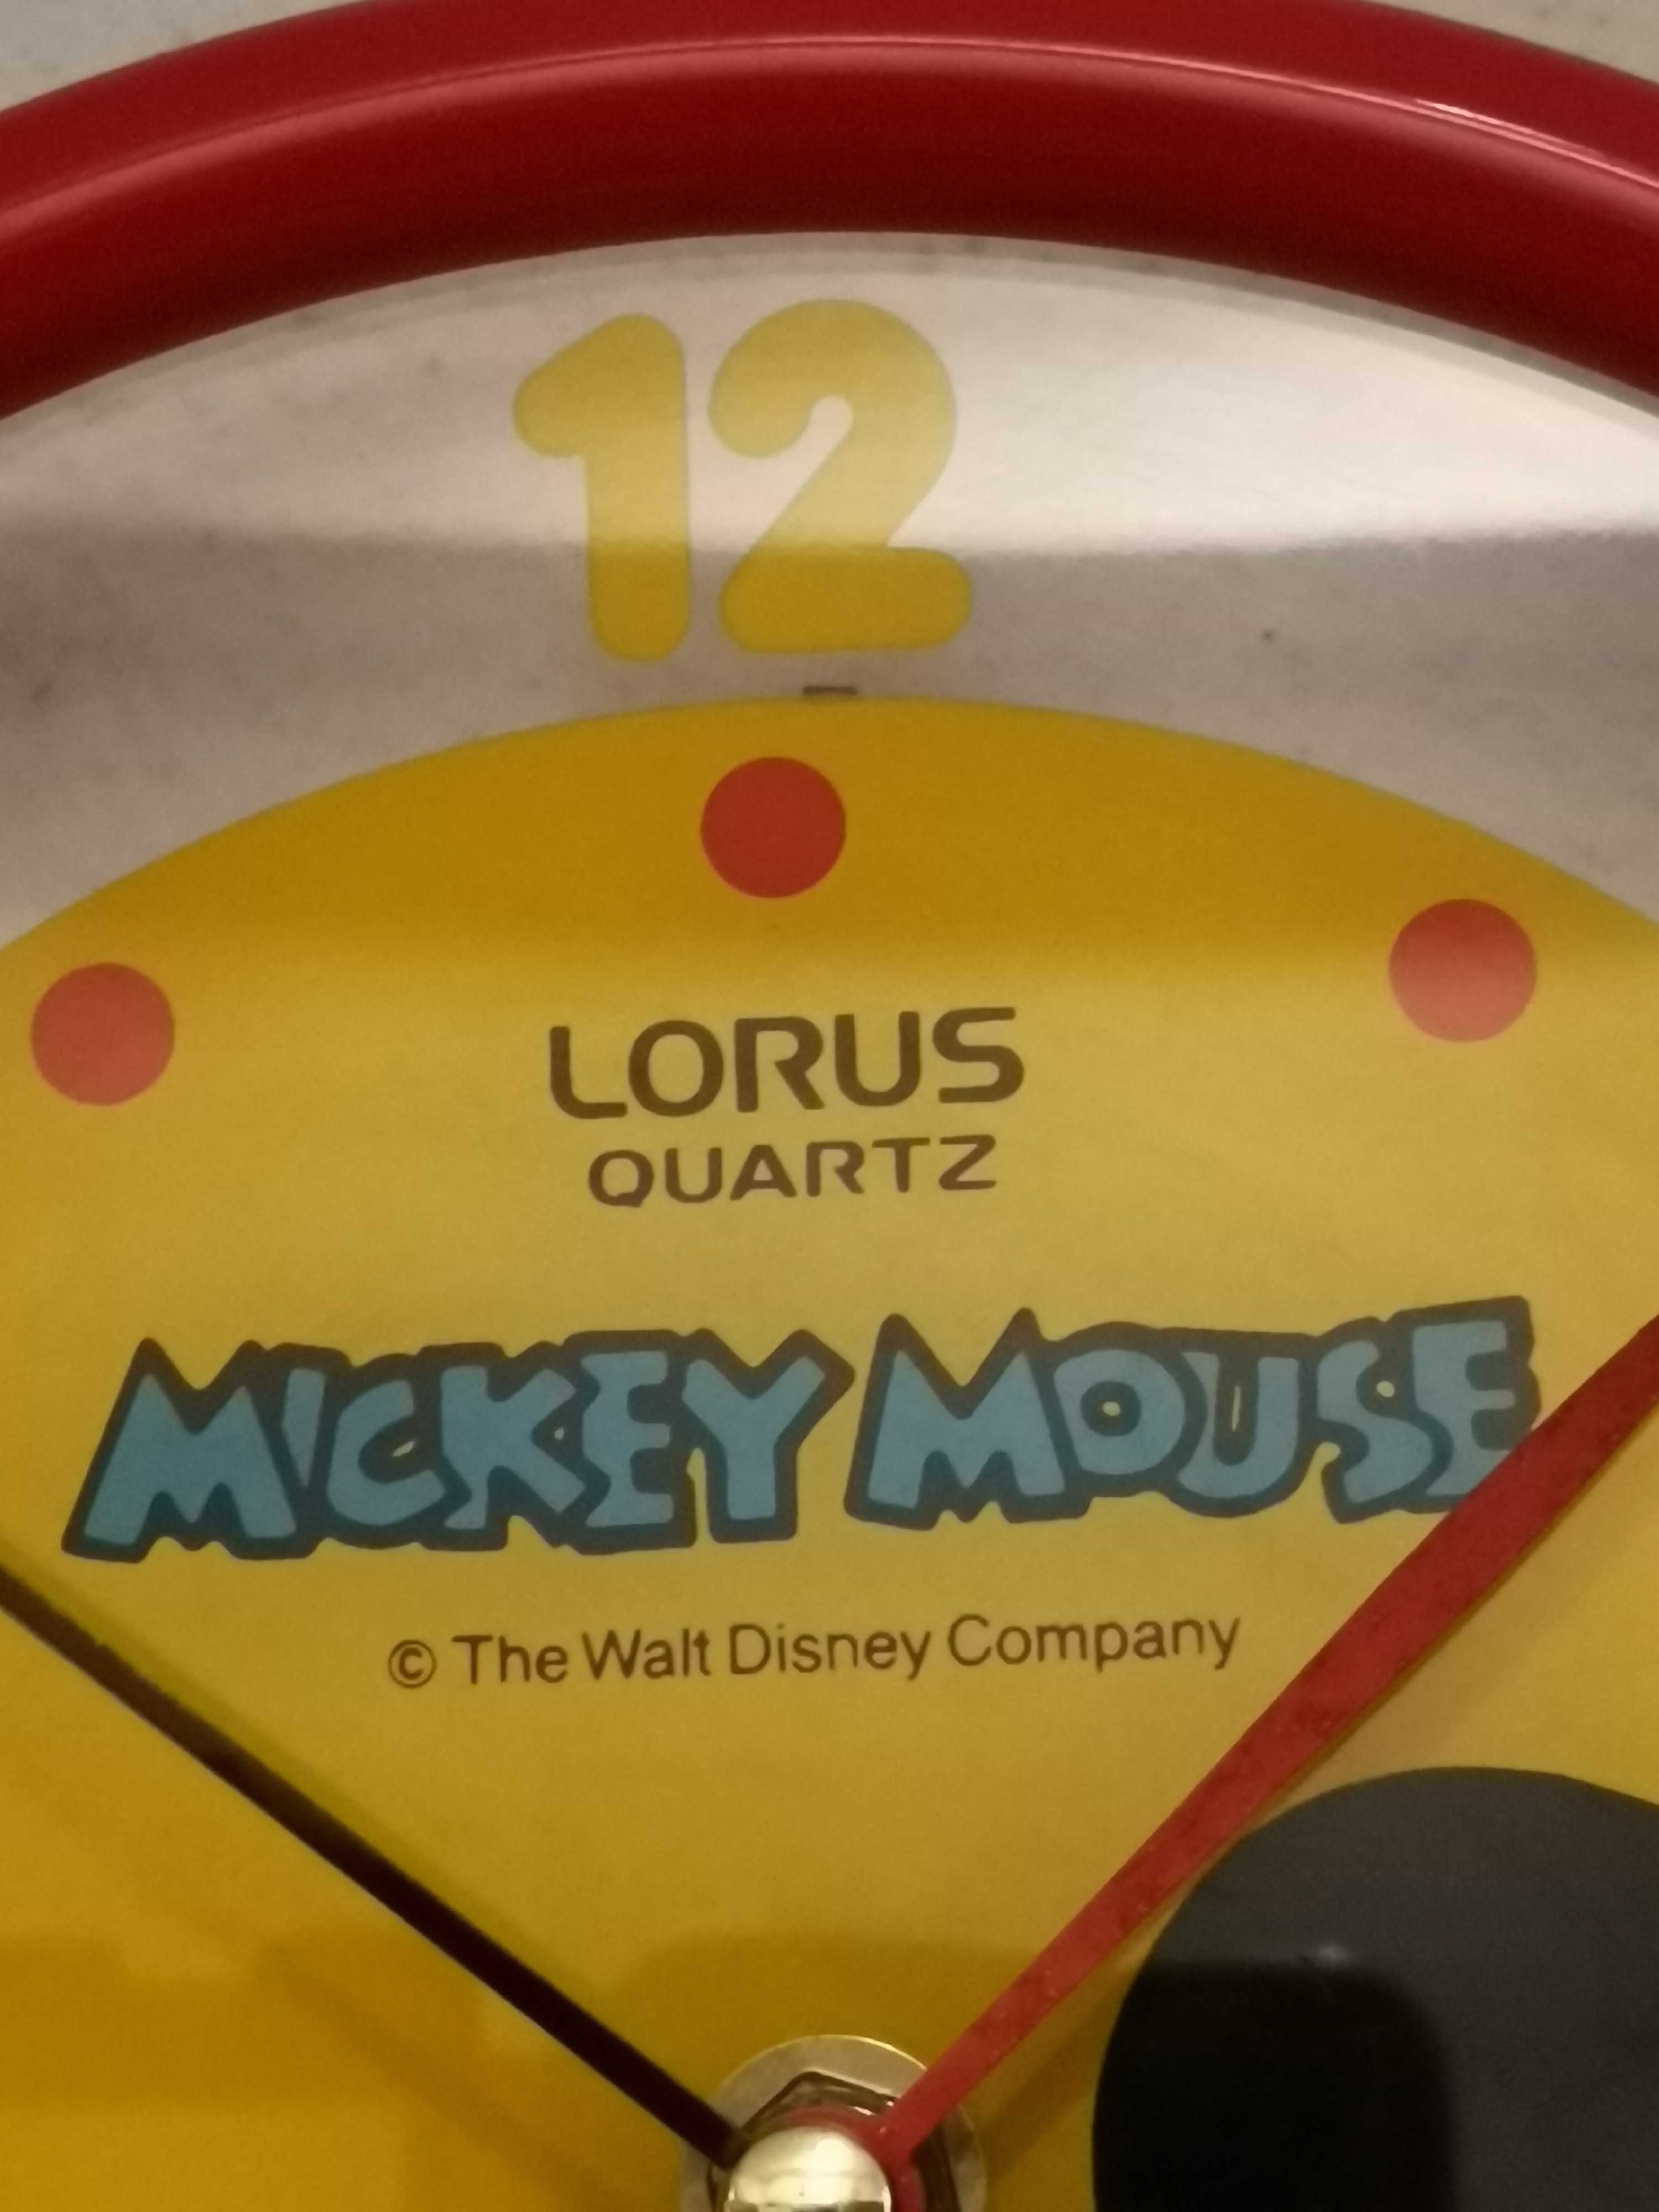 12
LORUS
QUARTZ
MICKEY MOUSE
© The Walt Disney Company